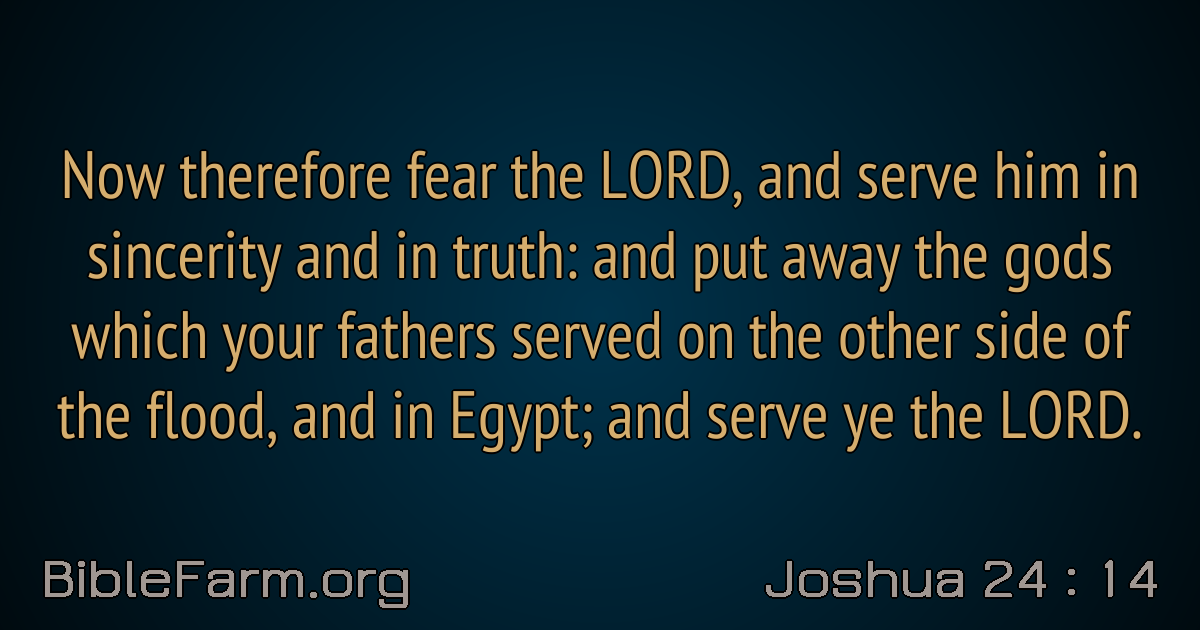 Now therefore fear the LORD, and serve him in
sincerity and in truth: and put away the gods
which your fathers served on the other side of
the flood, and in Egypt; and serve ye the LORD.
BibleFarm.org
Joshua 24 : 14